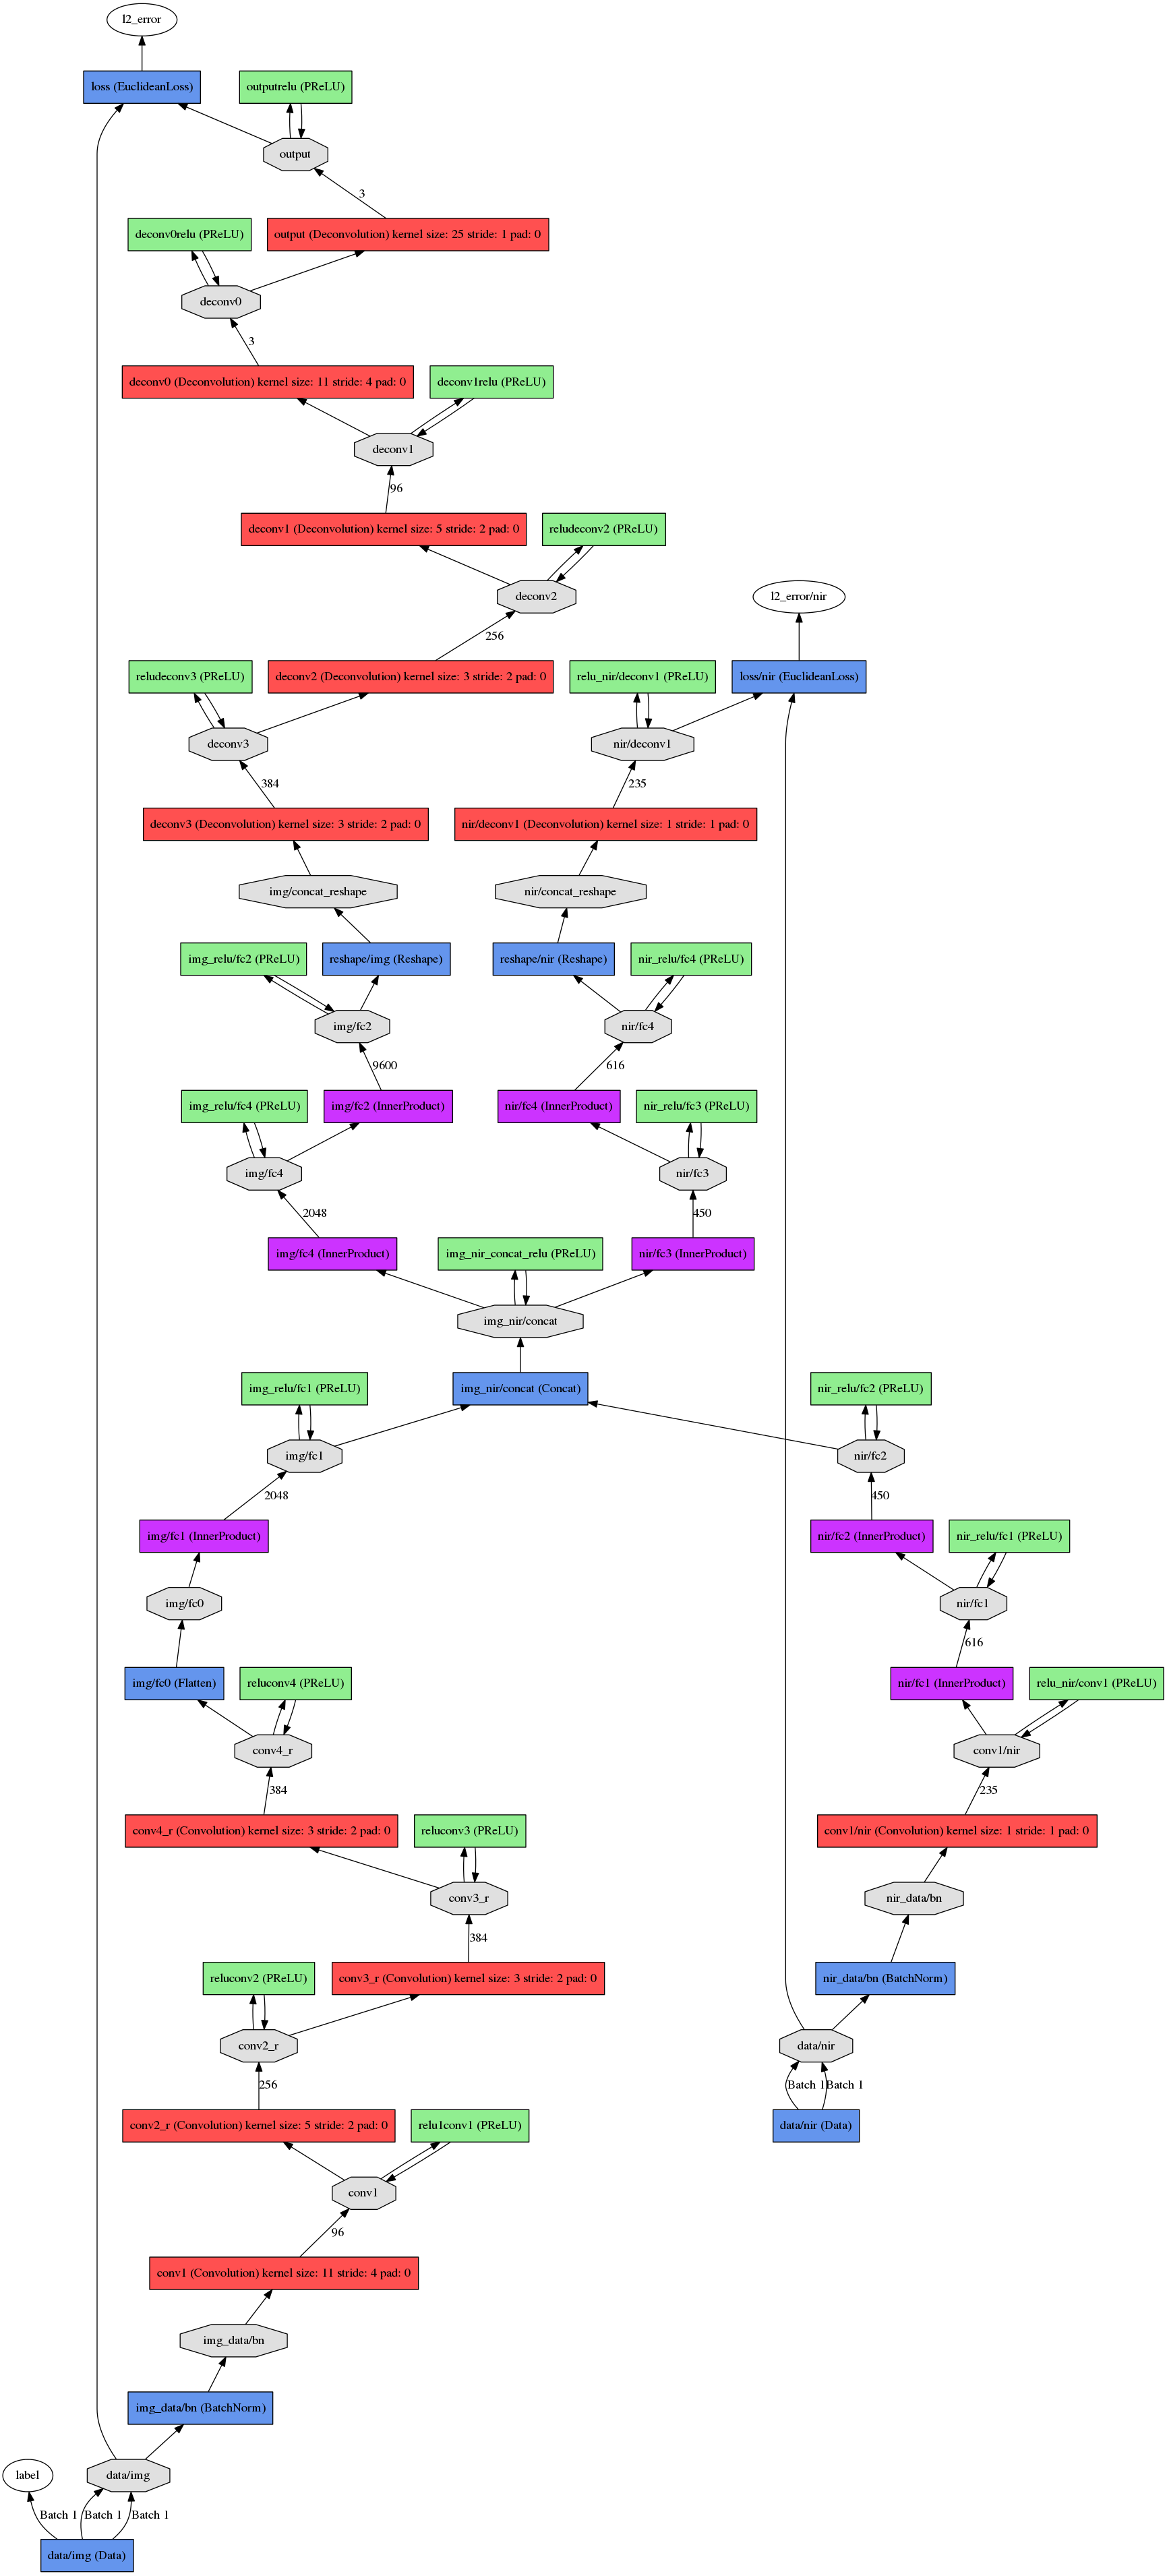 l2_error
loss (EuclideanLoss)
outputrelu (PReLU)
output
3
deconv0relu (PReLU)
output (Deconvolution) kernel size: 25 stride: 1 pad: 0
deconv0
3
deconv0 (Deconvolution) kernel size: 11 stride: 4 pad: 0
deconv1relu (PReLU)
deconv1
96
deconv1 (Deconvolution) kernel size: 5 stride: 2 pad: 0
reludeconv2 (PReLU)
deconv2
l2_error/nir
256
reludeconv3 (PReLU)
deconv2 (Deconvolution) kernel size: 3 stride: 2 pad: 0
relu_nir/deconv1 (PReLU)
loss/nir (EuclideanLoss)
deconv3
nir/deconv1
384
235
deconv3 (Deconvolution) kernel size: 3 stride: 2 pad: 0
nir/deconv1 (Deconvolution) kernel size: 1 stride: 1 pad: 0
img/concat_reshape
nir/concat_reshape
img_relu/fc2 (PReLU)
reshape/img (Reshape)
reshape/nir (Reshape)
nir_relu/fc4 (PReLU)
img/fc2
nir/fc4
9600
616
img_relu/fc4 (PReLU)
img/fc2 (InnerProduct)
nir/fc4 (InnerProduct)
nir_relu/fc3 (PReLU)
img/fc4
nir/fc3
2048
450
img/fc4 (InnerProduct)
img_nir_concat_relu (PReLU)
nir/fc3 (InnerProduct)
img_nir/concat
img_relu/fc1 (PReLU)
img_nir/concat (Concat)
nir_relu/fc2 (PReLU)
img/fc1
nir/fc2
2048
450
img/fc1 (InnerProduct)
nir/fc2 (InnerProduct)
nir_relu/fc1 (PReLU)
img/fc0
nir/fc1
616
img/fc0 (Flatten)
reluconv4 (PReLU)
nir/fc1 (InnerProduct)
relu_nir/conv1 (PReLU)
conv4_r
conv1/nir
384
235
conv4_r (Convolution) kernel size: 3 stride: 2 pad: 0
reluconv3 (PReLU)
conv1/nir (Convolution) kernel size: 1 stride: 1 pad: 0
conv3_r
nir_data/bn
384
reluconv2 (PReLU)
conv3_r (Convolution) kernel size: 3 stride: 2 pad: 0
nir_data/bn (BatchNorm)
conv2_r
data/nir
256
Batch 1
Batch 1
conv2_r (Convolution) kernel size: 5 stride: 2 pad: 0
relu1conv1 (PReLU)
data/nir (Data)
conv1
96
conv1 (Convolution) kernel size: 11 stride: 4 pad: 0
img_data/bn
img_data/bn (BatchNorm)
label
data/img
Batch 1
Batch 1
Batch 1
data/img (Data)